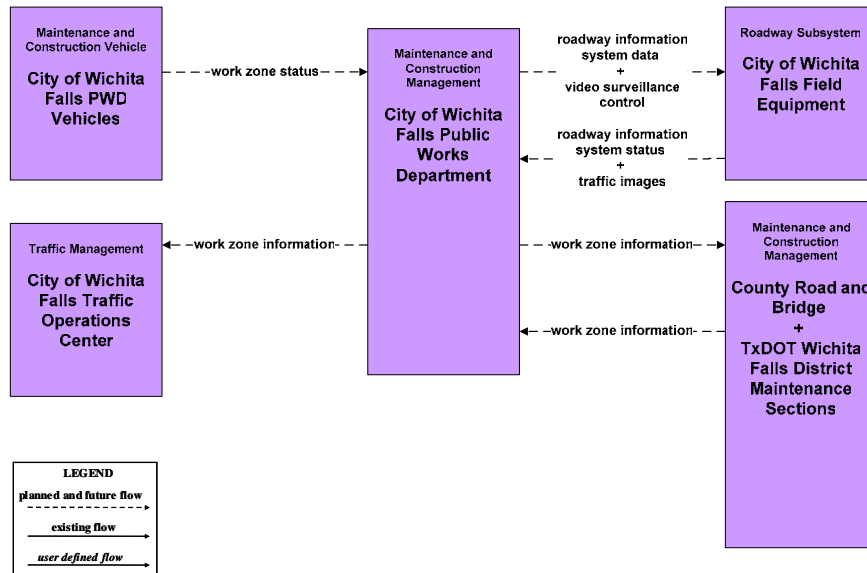 Maintenance and
Construction Vehicle
City of Wichita
Falls PWD
Vehicles
work zone status
Maintenance and
Construction
Management
City of Wichita
Falls Public
Works
Department
roadway information
system data
+
video surveillance
control
roadway information
system status
+
traffic images
Roadway Subsystem
City of Wichita
Falls Field
Equipment
Traffic Management
City of Wichita
Falls Traffic
Operations
Center
work zone information
work zone information
work zone information
Maintenance and
Construction
Management
County Road and
Bridge
+
TxDOT Wichita
Falls District
Maintenance
Sections
LEGEND
planned and future flow
existing flow
user defined flow